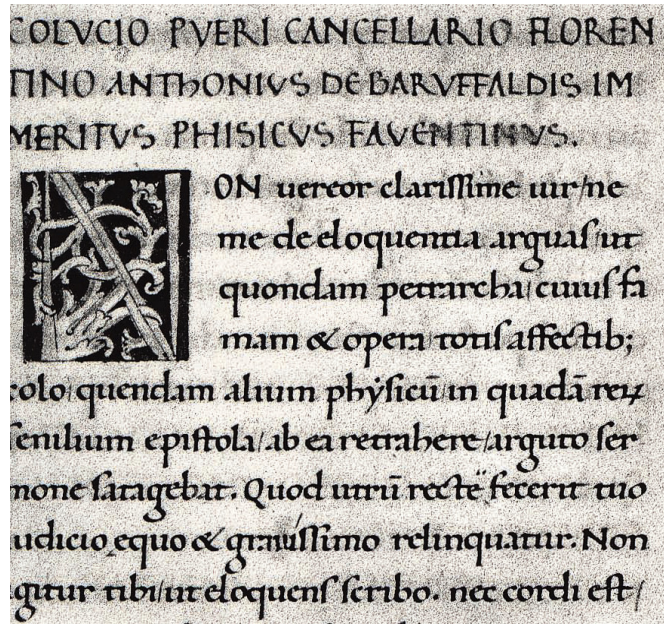 COLVCIO PVERI CANCELLARIO FLOREN
TINO ANTHONIVS DE BARVFFALDIS IM
MERITVS PHISICVS FAVENTINVS.
NON uereor clarissime uir/ne
me de eloquentia arguas/ut
quondam petrarcha/cuius fa
mam & opera totis affectib;
colo quendam alium phẏsicū in quadā reꝝ
senilium epistola/ab ea retrahere/arguto ser
mone satagebat. Quod utrū recte fecerit tuo
iudicio equo & grauissimo relinquatur. Non
igitur tibi/ut eloquens scribo. nec cordi est/